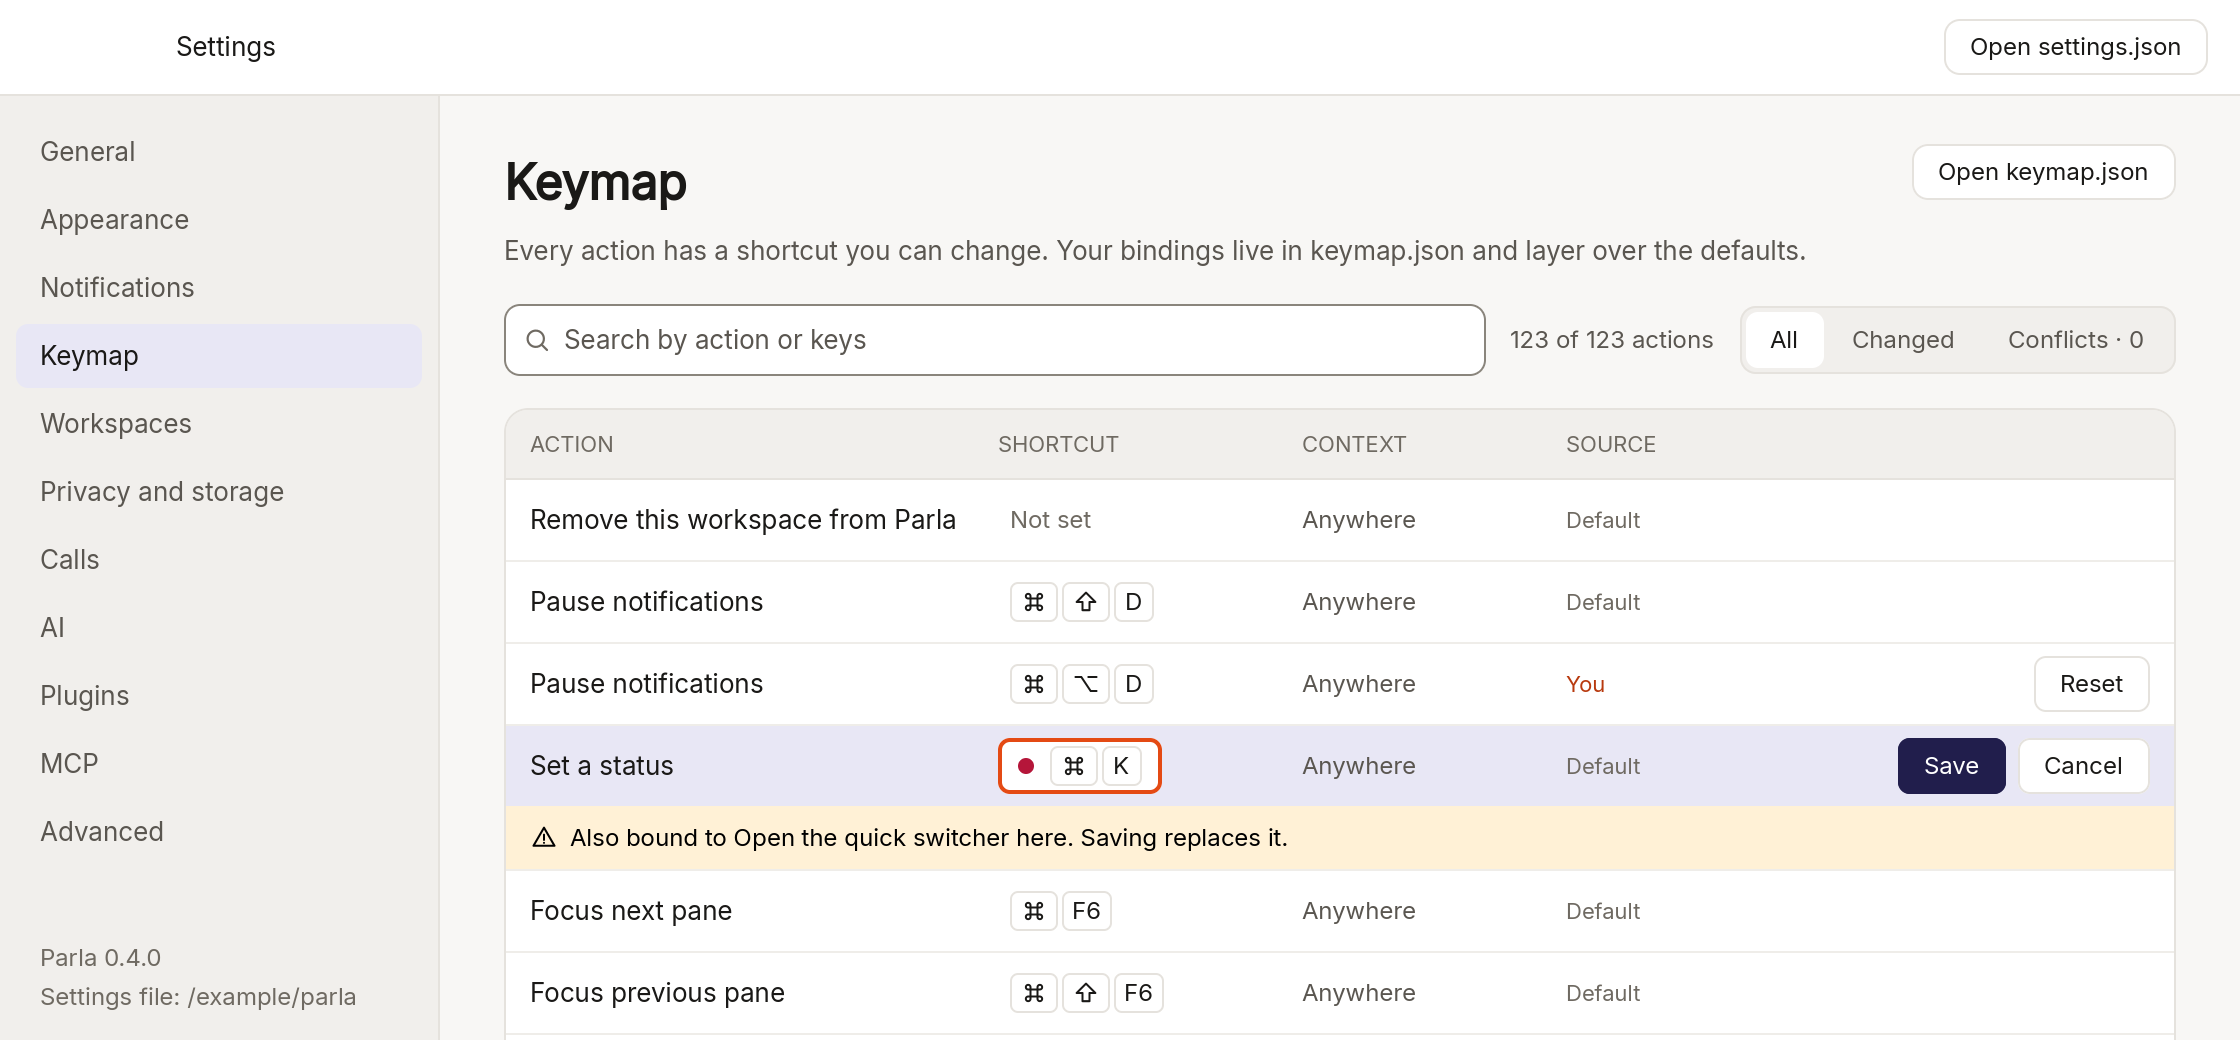 Settings
Open settings.json
General
Appearance
Notifications
Keymap
Workspaces
Privacy and storage
Calls
AI
Plugins
MCP
Advanced
Parla 0.4.0
Settings file: /example/parla
Keymap
Open keymap.json
Every action has a shortcut you can change. Your bindings live in keymap.json and layer over the defaults.
Search by action or keys
123 of 123 actions
All Changed Conflicts · 0
ACTION SHORTCUT CONTEXT SOURCE
Remove this workspace from Parla Not set Anywhere Default
Pause notifications ⌘ ⇧ D Anywhere Default
Pause notifications ⌘ ⌥ D Anywhere You Reset
Set a status ⌘ K Anywhere Default Save Cancel
Also bound to Open the quick switcher here. Saving replaces it.
Focus next pane ⌘ F6 Anywhere Default
Focus previous pane ⌘ ⇧ F6 Anywhere Default